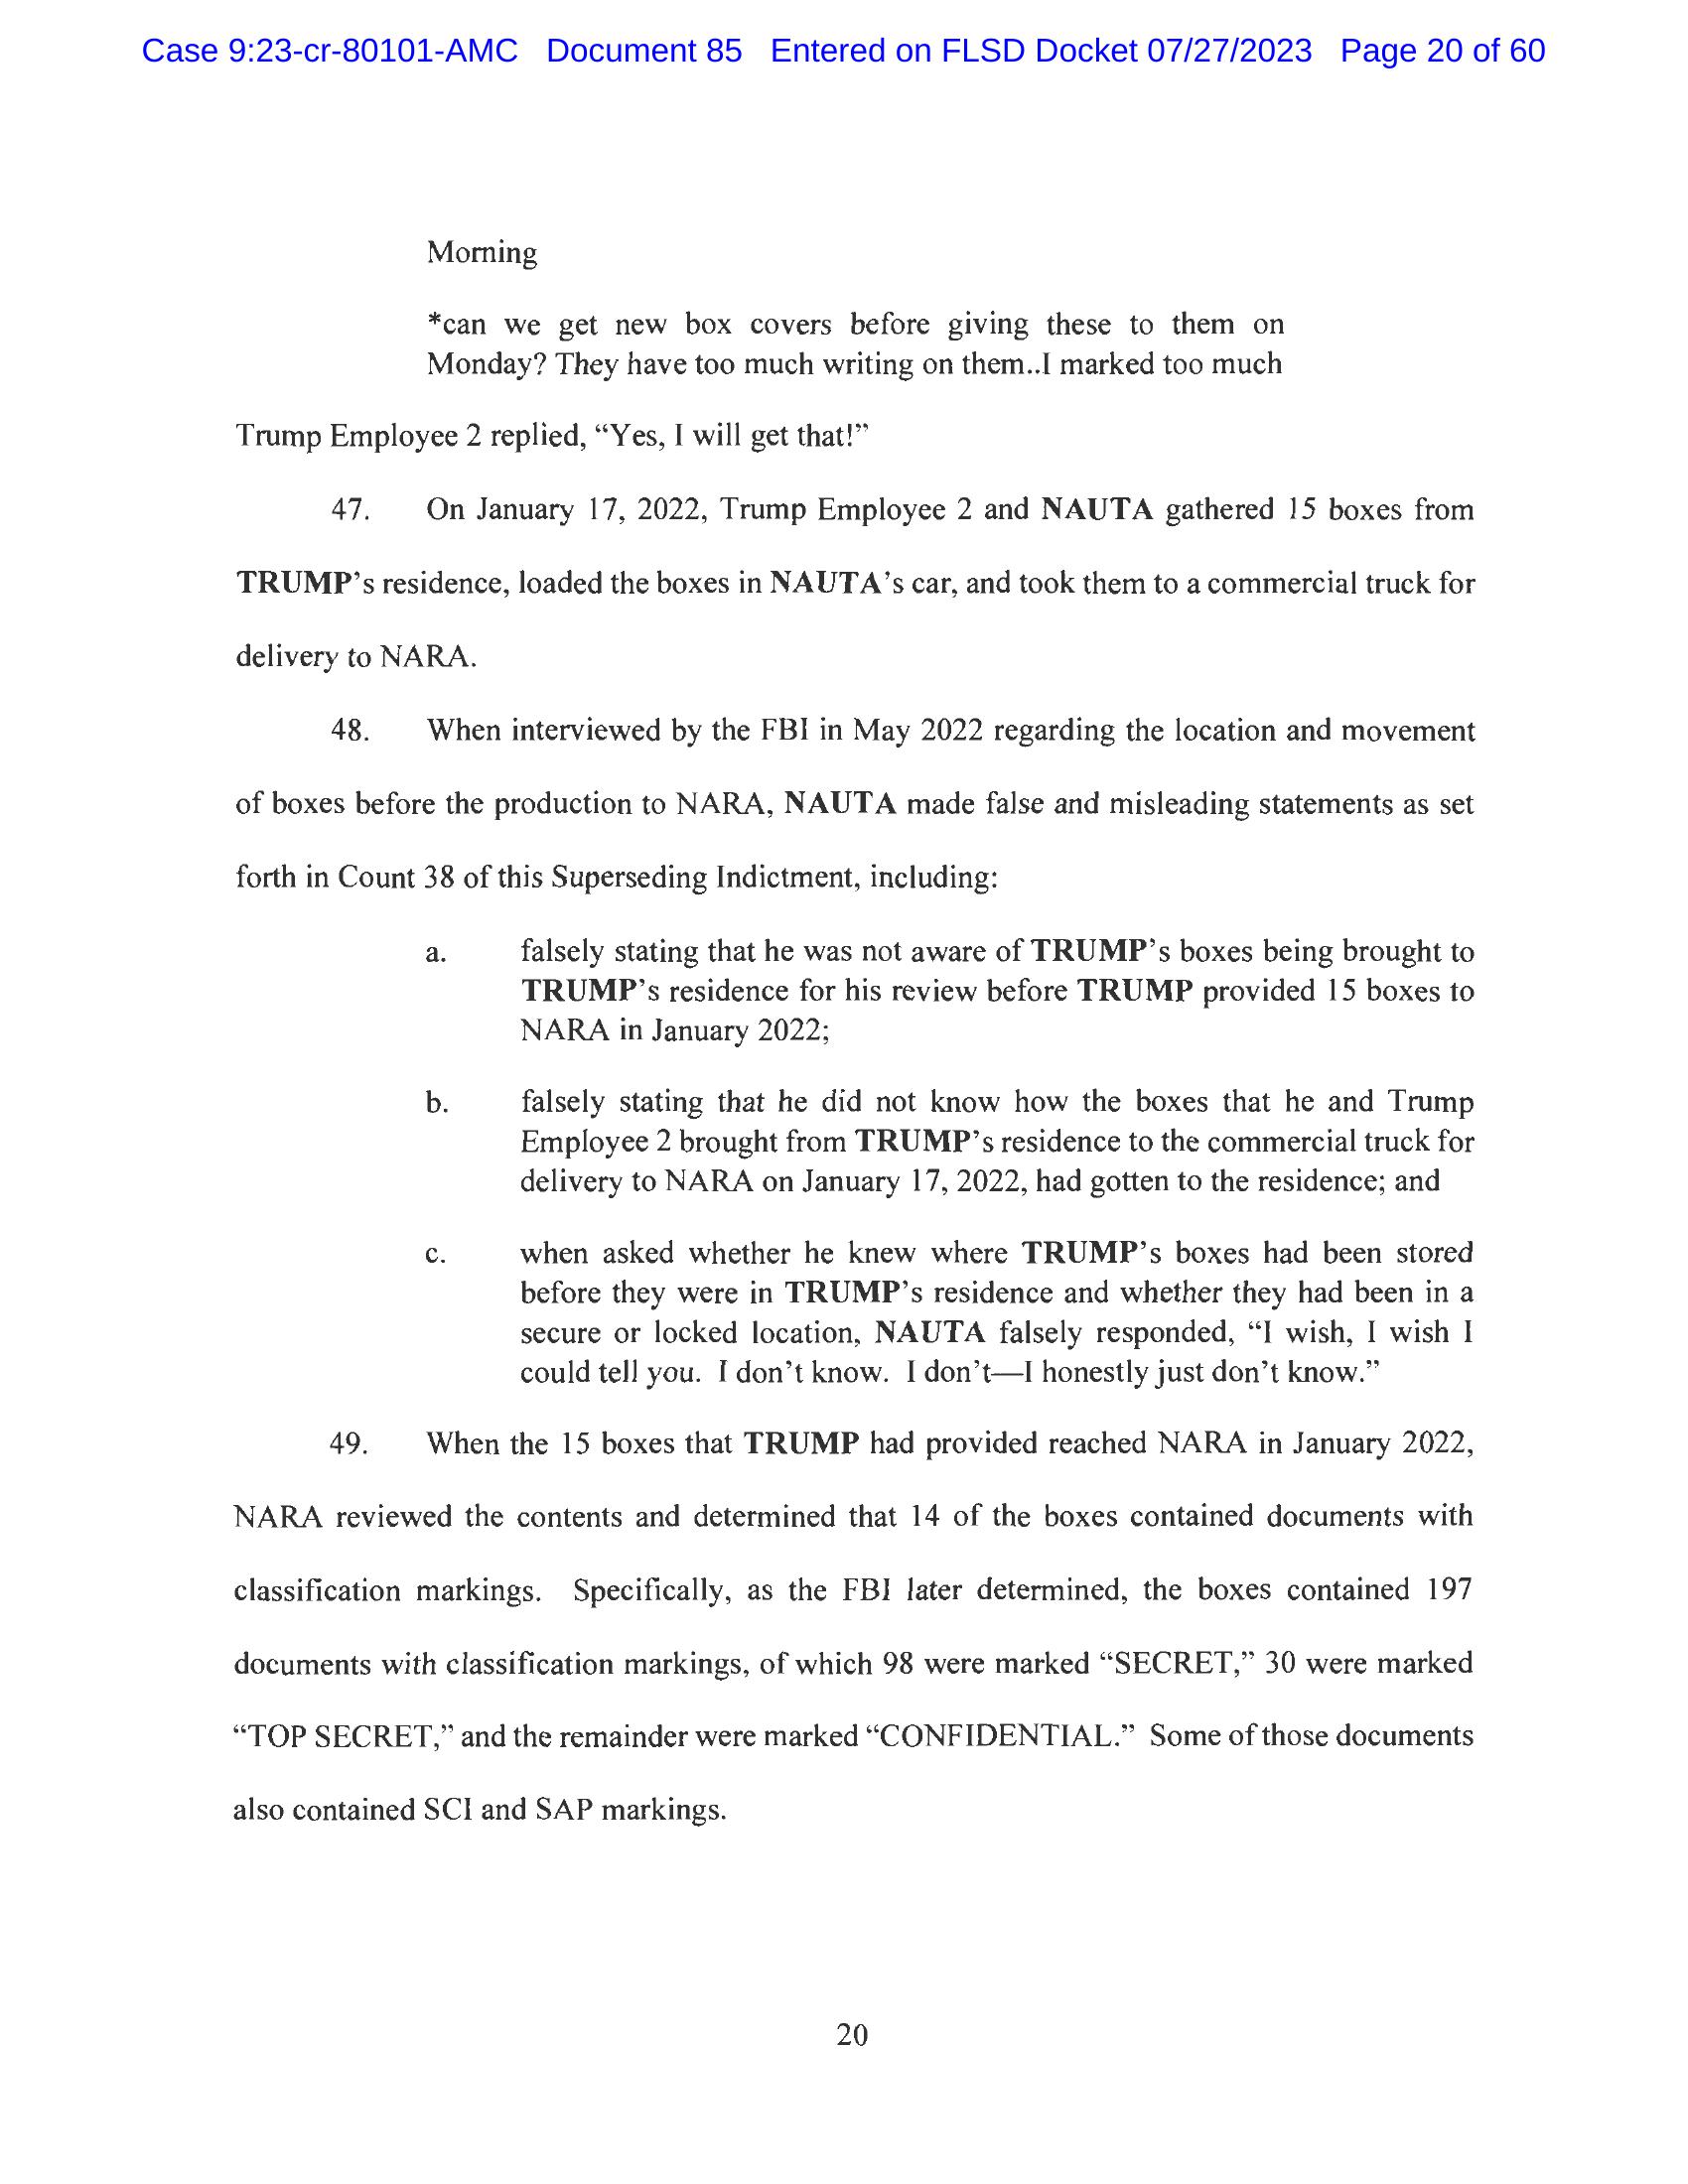 Case 9:23-cr-80101-AMC Document 85 Entered on FLSD Docket 07/27/2023 Page 20 of 60
Morning
*can we get new box covers before giving these to them on
Monday? They have too much writing on them..I marked too much
Trump Employee 2 replied, “Yes, I will get that!”
47. On January 17, 2022, Trump Employee 2 and NAUTA gathered 15 boxes from
TRUMP’s residence, loaded the boxes in NAUTA’s car, and took them to a commercial truck for
delivery to NARA.
48. When interviewed by the FBI in May 2022 regarding the location and movement
of boxes before the production to NARA, NAUTA made false and misleading statements as set
forth in Count 38 of this Superseding Indictment, including:
a. falsely stating that he was not aware of TRUMP’s boxes being brought to
TRUMP’s residence for his review before TRUMP provided 15 boxes to
NARA in January 2022;
b. falsely stating that he did not know how the boxes that he and Trump
Employee 2 brought from TRUMP’s residence to the commercial truck for
delivery to NARA on January 17, 2022, had gotten to the residence; and
c. when asked whether he knew where TRUMP’s boxes had been stored
before they were in TRUMP’s residence and whether they had been in a
secure or locked location, NAUTA falsely responded, “I wish, I wish I
could tell you. I don’t know. I don’t—I honestly just don’t know.”
49. When the 15 boxes that TRUMP had provided reached NARA in January 2022,
NARA reviewed the contents and determined that 14 of the boxes contained documents with
classification markings. Specifically, as the FBI later determined, the boxes contained 197
documents with classification markings, of which 98 were marked “SECRET,” 30 were marked
“TOP SECRET,” and the remainder were marked “CONFIDENTIAL.” Some of those documents
also contained SCI and SAP markings.
20